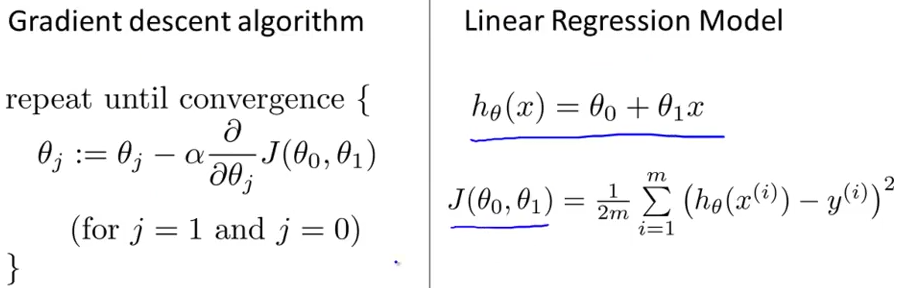 Gradient descent algorithm
repeat until convergence {
θ_j := θ_j − α ∂/∂θ_j J(θ_0, θ_1)
(for j = 1 and j = 0)
}
Linear Regression Model
h_θ(x) = θ_0 + θ_1x
J(θ_0, θ_1) = 1/2m ∑_{i=1}^{m} (h_θ(x^{(i)}) − y^{(i)})^2